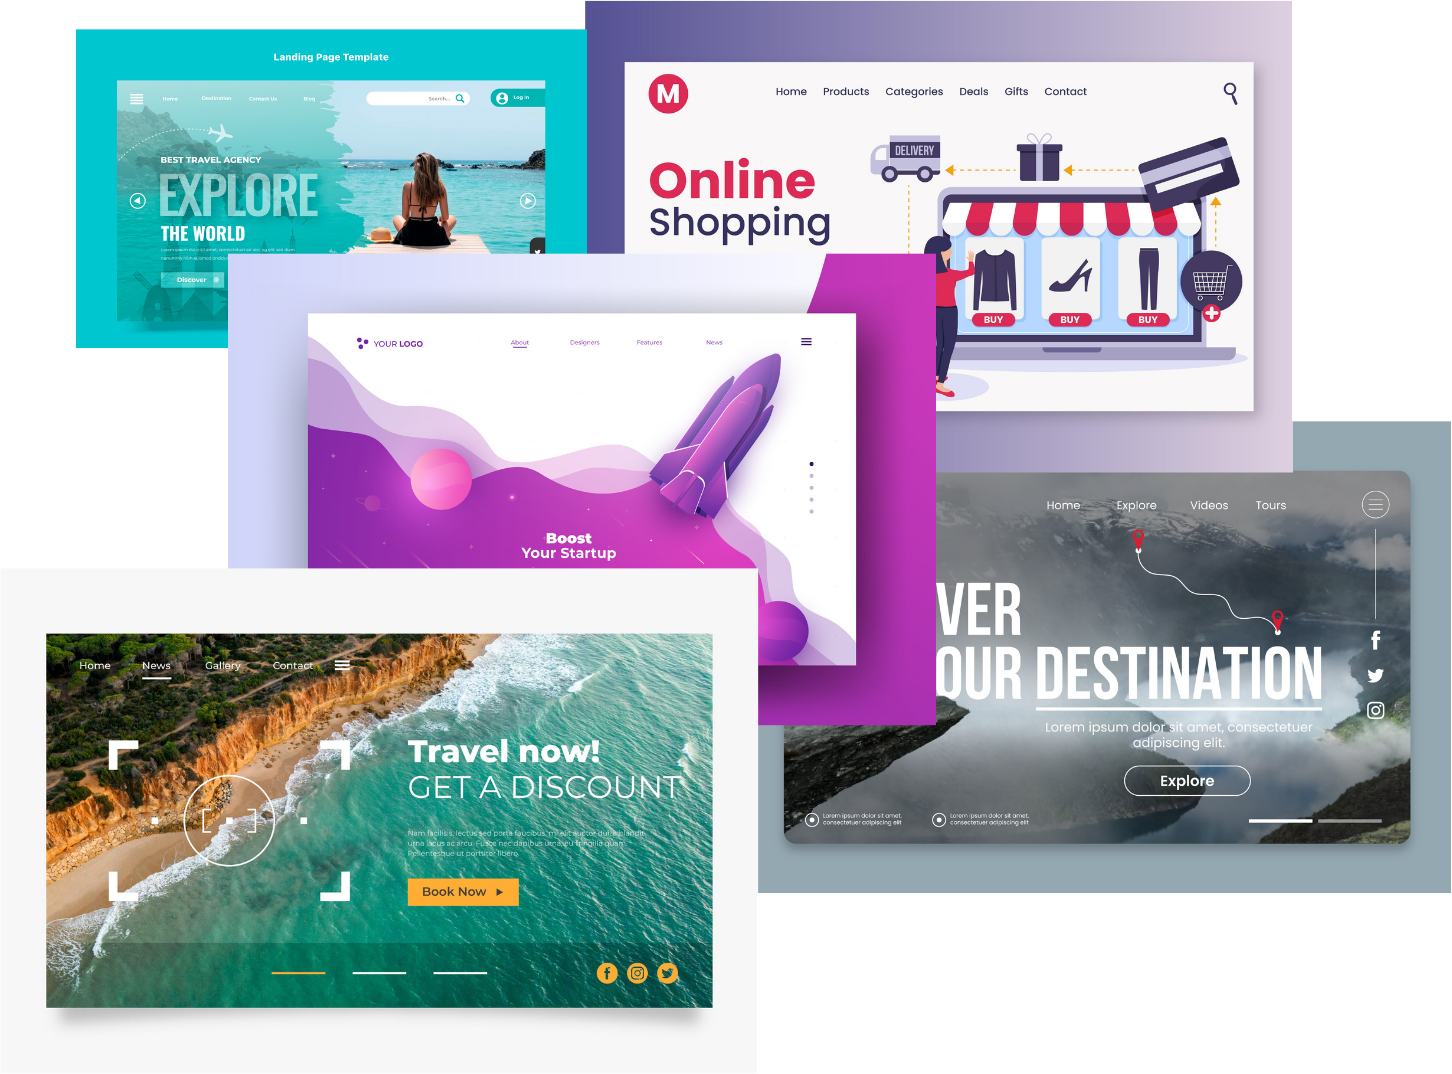 Landing Page Template
Home Destination Contact Us Blog
Search...
Log In
BEST TRAVEL AGENCY
EXPLORE
THE WORLD
Discover
M
Home Products Categories Deals Gifts Contact
Online
Shopping
DELIVERY
BUY BUY BUY
YOUR LOGO
About Designers Features News
Boost
Your Startup
Home Explore Videos Tours
VER
OUR DESTINATION
Lorem ipsum dolor sit amet, consectetuer
adipiscing elit.
Explore
Lorem ipsum dolor sit amet,
consectetuer adipiscing elit
Lorem ipsum dolor sit amet,
consectetuer adipiscing elit
Home News Gallery Contact
Travel now!
GET A DISCOUNT
Nam facilisis, lectus sed porta faucibus, mi elit auctor dui, a blandit
urna lacus ac arcu. Fusce nec dapibus urna, eu fringilla quam.
Pellentesque ut porttitor libero.
Book Now